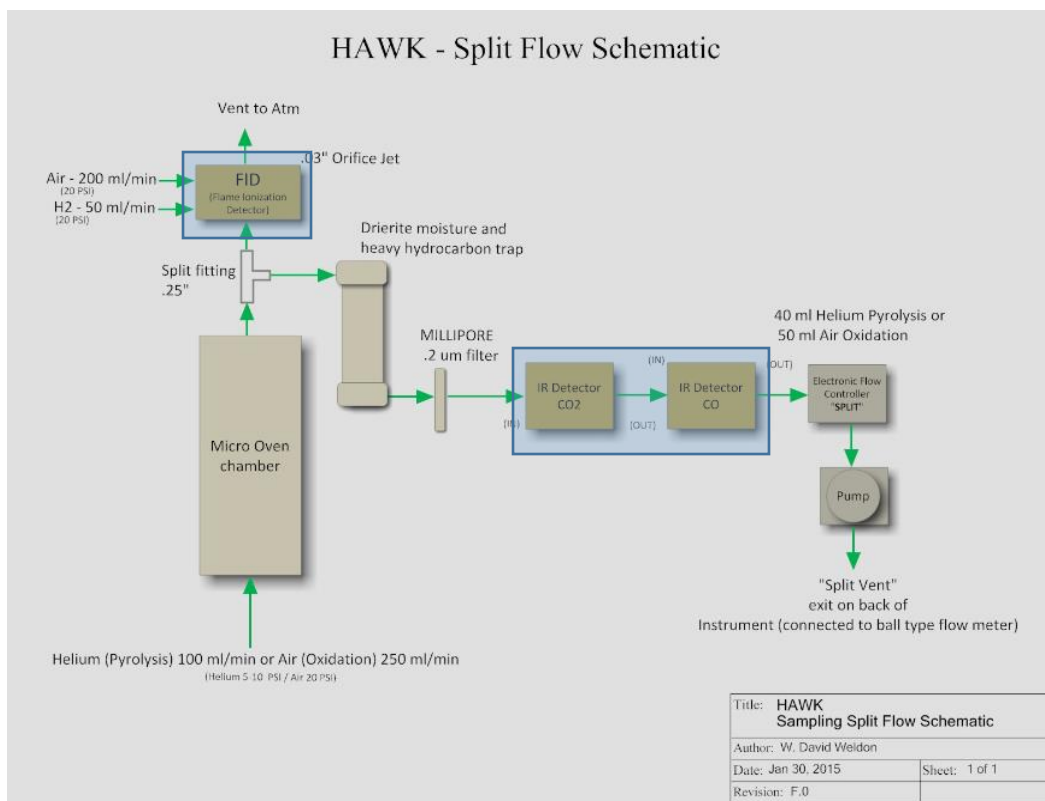 HAWK - Split Flow Schematic
Vent to Atm
.03" Orifice Jet
Air - 200 ml/min
(20 PSI)
H2 - 50 ml/min
(20 PSI)
FID
(Flame Ionization
Detector)
Split fitting
.25"
Drierite moisture and
heavy hydrocarbon trap
MILLIPORE
.2 um filter
40 ml Helium Pyrolysis or
50 ml Air Oxidation
(IN)
(OUT)
IR Detector
CO2
IR Detector
CO
Electronic Flow
Controller
"SPLIT"
(IN)
(OUT)
Micro Oven
chamber
Pump
"Split Vent"
exit on back of
Instrument (connected to ball type flow meter)
Helium (Pyrolysis) 100 ml/min or Air (Oxidation) 250 ml/min
(Helium 5-10 PSI / Air 20 PSI)
Title: HAWK
Sampling Split Flow Schematic
Author: W. David Weldon
Date: Jan 30, 2015 Sheet: 1 of 1
Revision: F.0